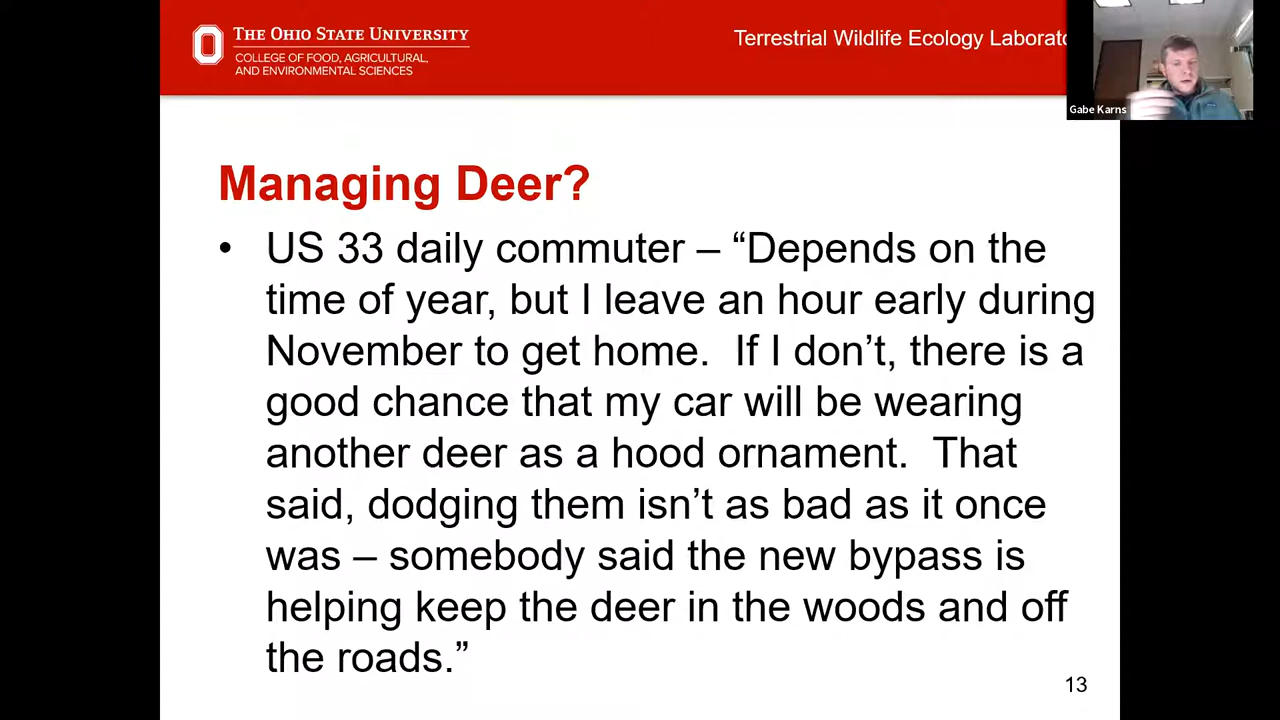 THE OHIO STATE UNIVERSITY
COLLEGE OF FOOD, AGRICULTURAL,
AND ENVIRONMENTAL SCIENCES
Terrestrial Wildlife Ecology
Gabe Karns
Managing Deer?
• US 33 daily commuter – “Depends on the
time of year, but I leave an hour early during
November to get home.  If I don’t, there is a
good chance that my car will be wearing
another deer as a hood ornament.  That
said, dodging them isn’t as bad as it once
was – somebody said the new bypass is
helping keep the deer in the woods and off
the roads.”
13